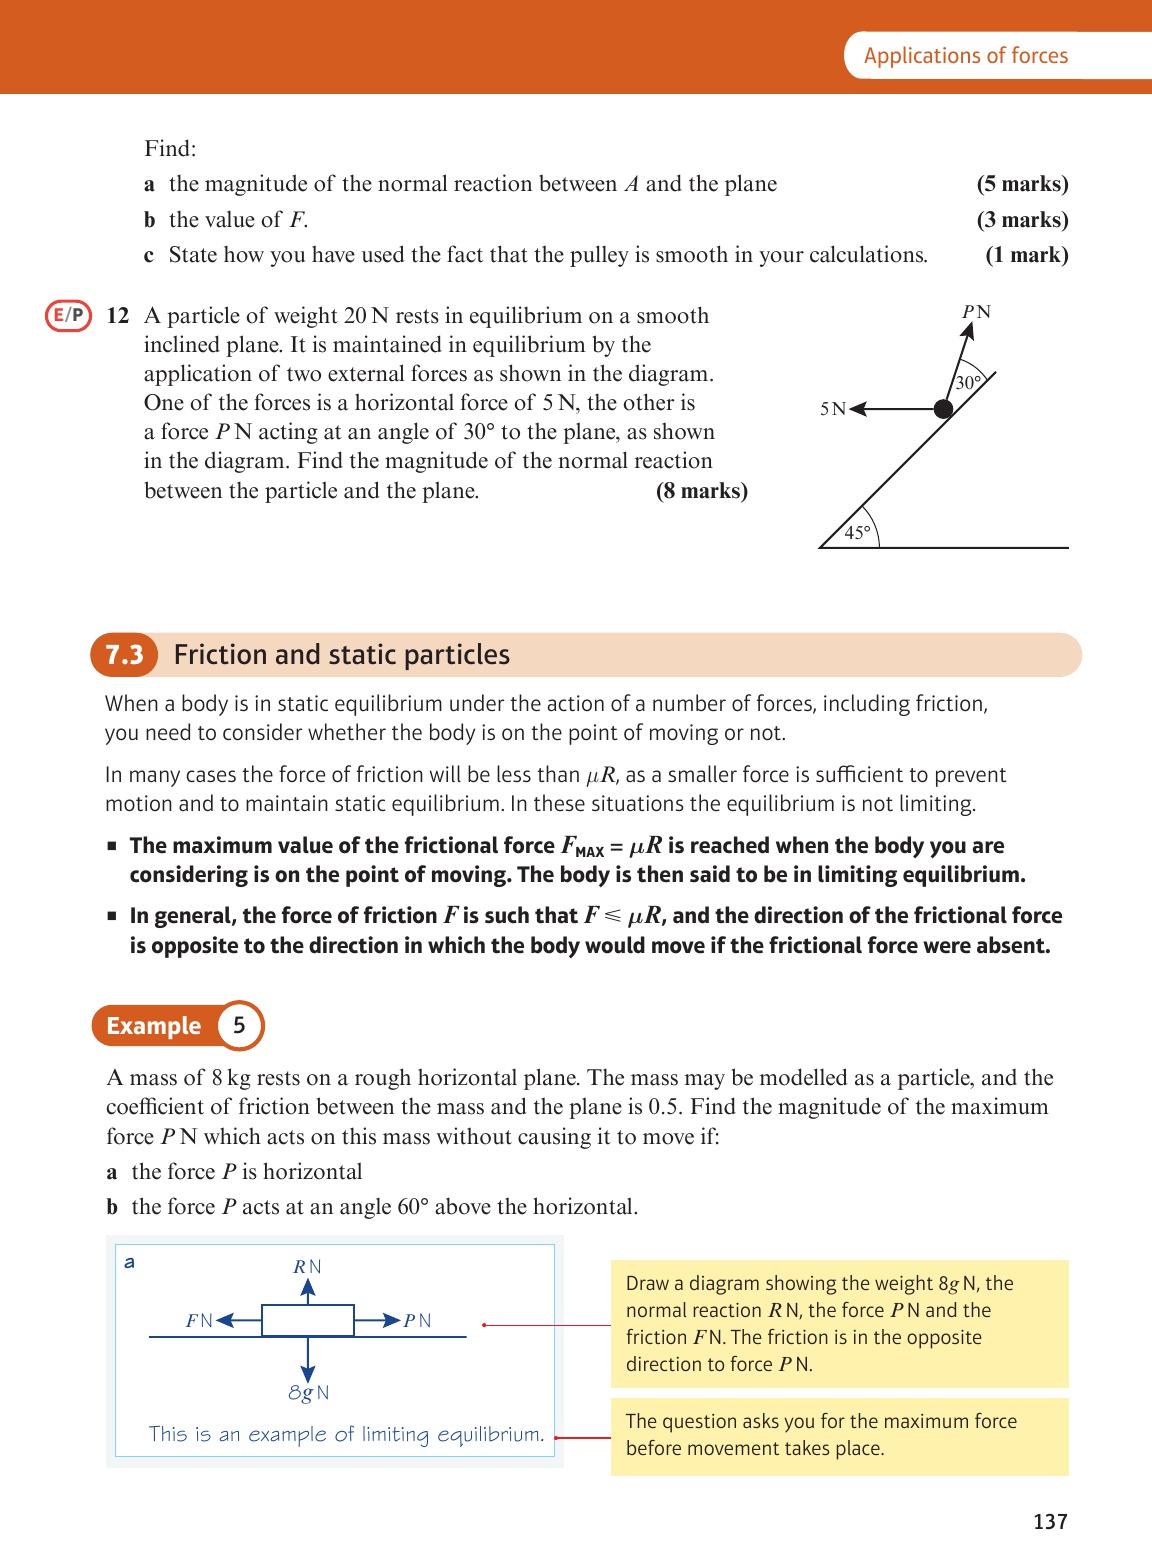 Applications of forces
Find:
a the magnitude of the normal reaction between A and the plane (5 marks)
b the value of F. (3 marks)
c State how you have used the fact that the pulley is smooth in your calculations. (1 mark)
E/P 12 A particle of weight 20 N rests in equilibrium on a smooth
inclined plane. It is maintained in equilibrium by the
application of two external forces as shown in the diagram.
One of the forces is a horizontal force of 5 N, the other is
a force P N acting at an angle of 30° to the plane, as shown
in the diagram. Find the magnitude of the normal reaction
between the particle and the plane. (8 marks)
P N
30°
5 N
45°
7.3 Friction and static particles
When a body is in static equilibrium under the action of a number of forces, including friction,
you need to consider whether the body is on the point of moving or not.
In many cases the force of friction will be less than μR, as a smaller force is sufficient to prevent
motion and to maintain static equilibrium. In these situations the equilibrium is not limiting.
■ The maximum value of the frictional force F_MAX = μR is reached when the body you are
considering is on the point of moving. The body is then said to be in limiting equilibrium.
■ In general, the force of friction F is such that F ⩽ μR, and the direction of the frictional force
is opposite to the direction in which the body would move if the frictional force were absent.
Example 5
A mass of 8 kg rests on a rough horizontal plane. The mass may be modelled as a particle, and the
coefficient of friction between the mass and the plane is 0.5. Find the magnitude of the maximum
force P N which acts on this mass without causing it to move if:
a the force P is horizontal
b the force P acts at an angle 60° above the horizontal.
a
R N
F N
P N
8g N
This is an example of limiting equilibrium.
Draw a diagram showing the weight 8g N, the
normal reaction R N, the force P N and the
friction F N. The friction is in the opposite
direction to force P N.
The question asks you for the maximum force
before movement takes place.
137